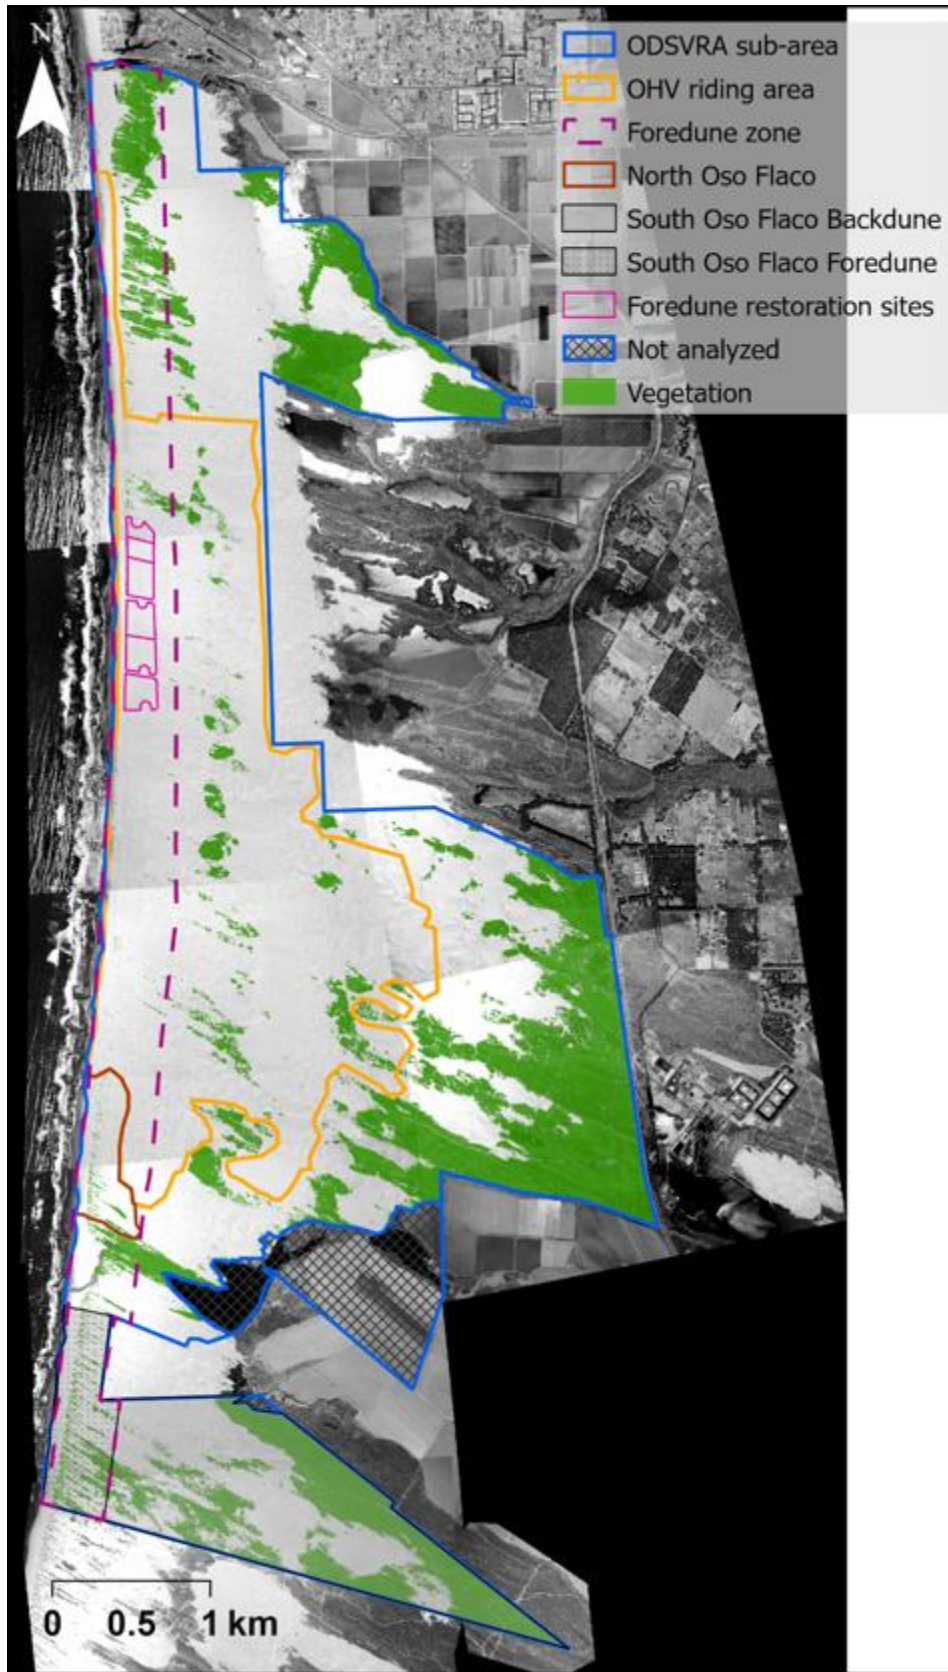 N
ODSVRA sub-area
OHV riding area
Foredune zone
North Oso Flaco
South Oso Flaco Backdune
South Oso Flaco Foredune
Foredune restoration sites
Not analyzed
Vegetation
0 0.5 1 km